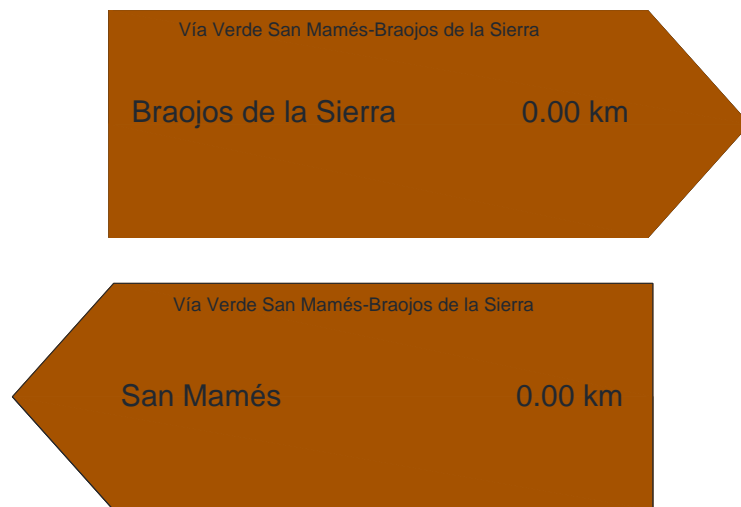 Vía Verde San Mamés-Braojos de la Sierra
Braojos de la Sierra 0.00 km
Vía Verde San Mamés-Braojos de la Sierra
San Mamés 0.00 km